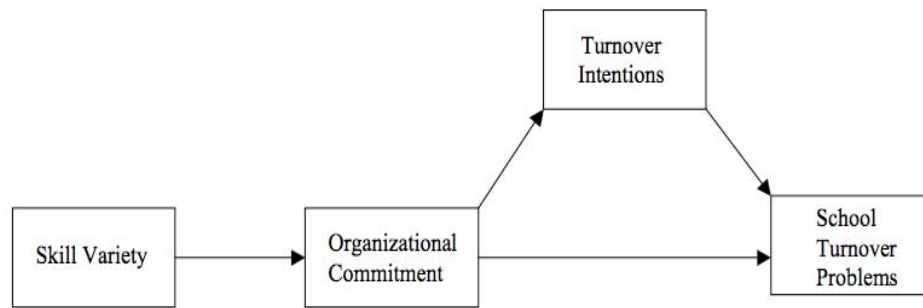 Turnover
Intentions
Skill Variety
Organizational
Commitment
School
Turnover
Problems